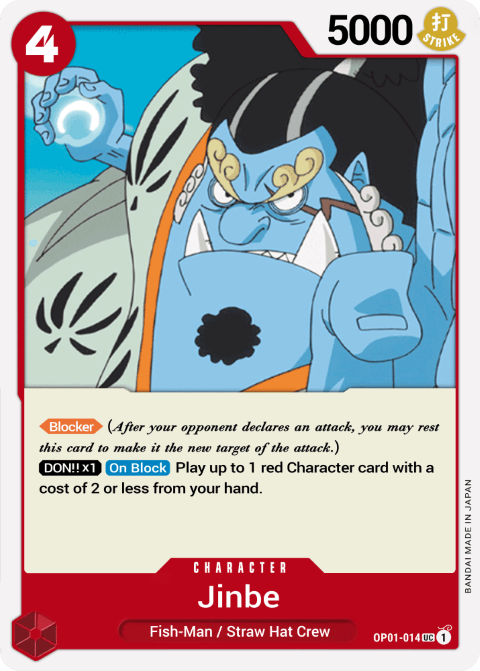 4
5000
打
STRIKE
Blocker (After your opponent declares an attack, you may rest
this card to make it the new target of the attack.)
DON!! x1 On Block Play up to 1 red Character card with a
cost of 2 or less from your hand.
CHARACTER
Jinbe
Fish-Man / Straw Hat Crew
OP01-014 UC 1
BANDAI MADE IN JAPAN